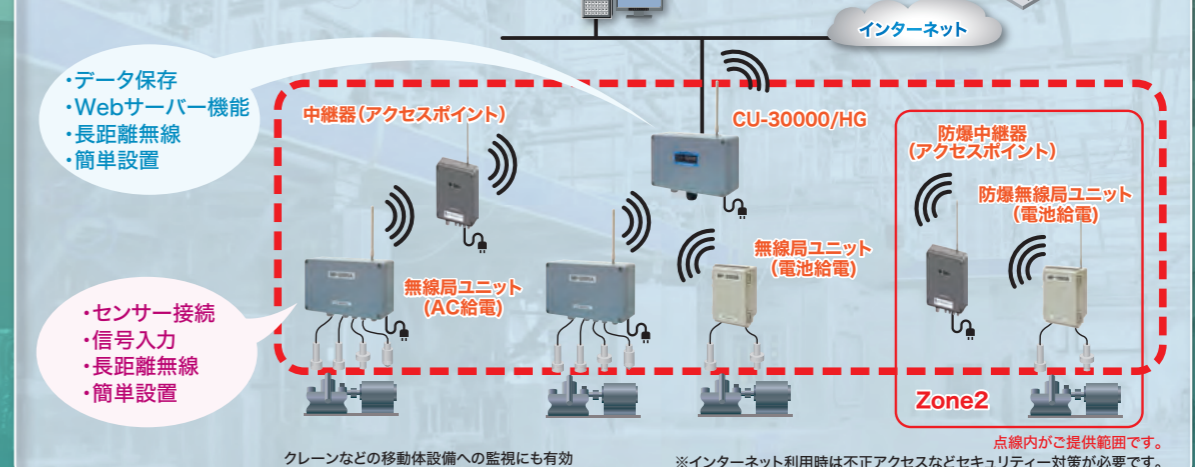 インターネット
・データ保存
・Webサーバー機能
・長距離無線
・簡単設置
中継器(アクセスポイント)
CU-30000/HG
防爆中継器
(アクセスポイント)
防爆無線局ユニット
(電池給電)
無線局ユニット
(電池給電)
無線局ユニット
(AC給電)
・センサー接続
・信号入力
・長距離無線
・簡単設置
Zone2
点線内がご提供範囲です。
クレーンなどの移動体設備への監視にも有効
※インターネット利用時は不正アクセスなどセキュリティー対策が必要です。